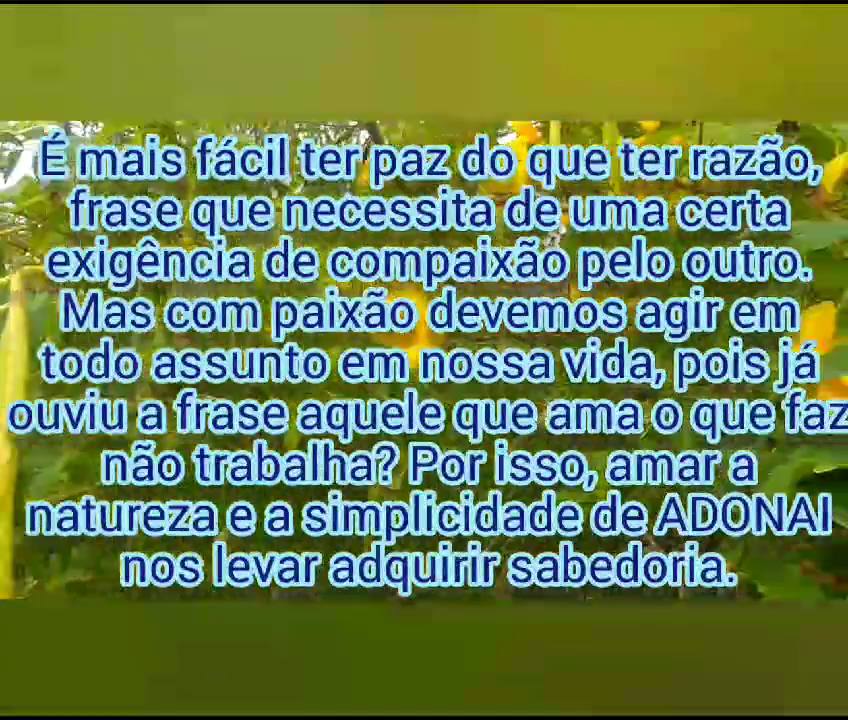 É mais fácil ter paz do que ter razão,
frase que necessita de uma certa
exigência de compaixão pelo outro.
Mas com paixão devemos agir em
todo assunto em nossa vida, pois já
ouviu a frase aquele que ama o que faz
não trabalha? Por isso, amar a
natureza e a simplicidade de ADONAI
nos levar adquirir sabedoria.